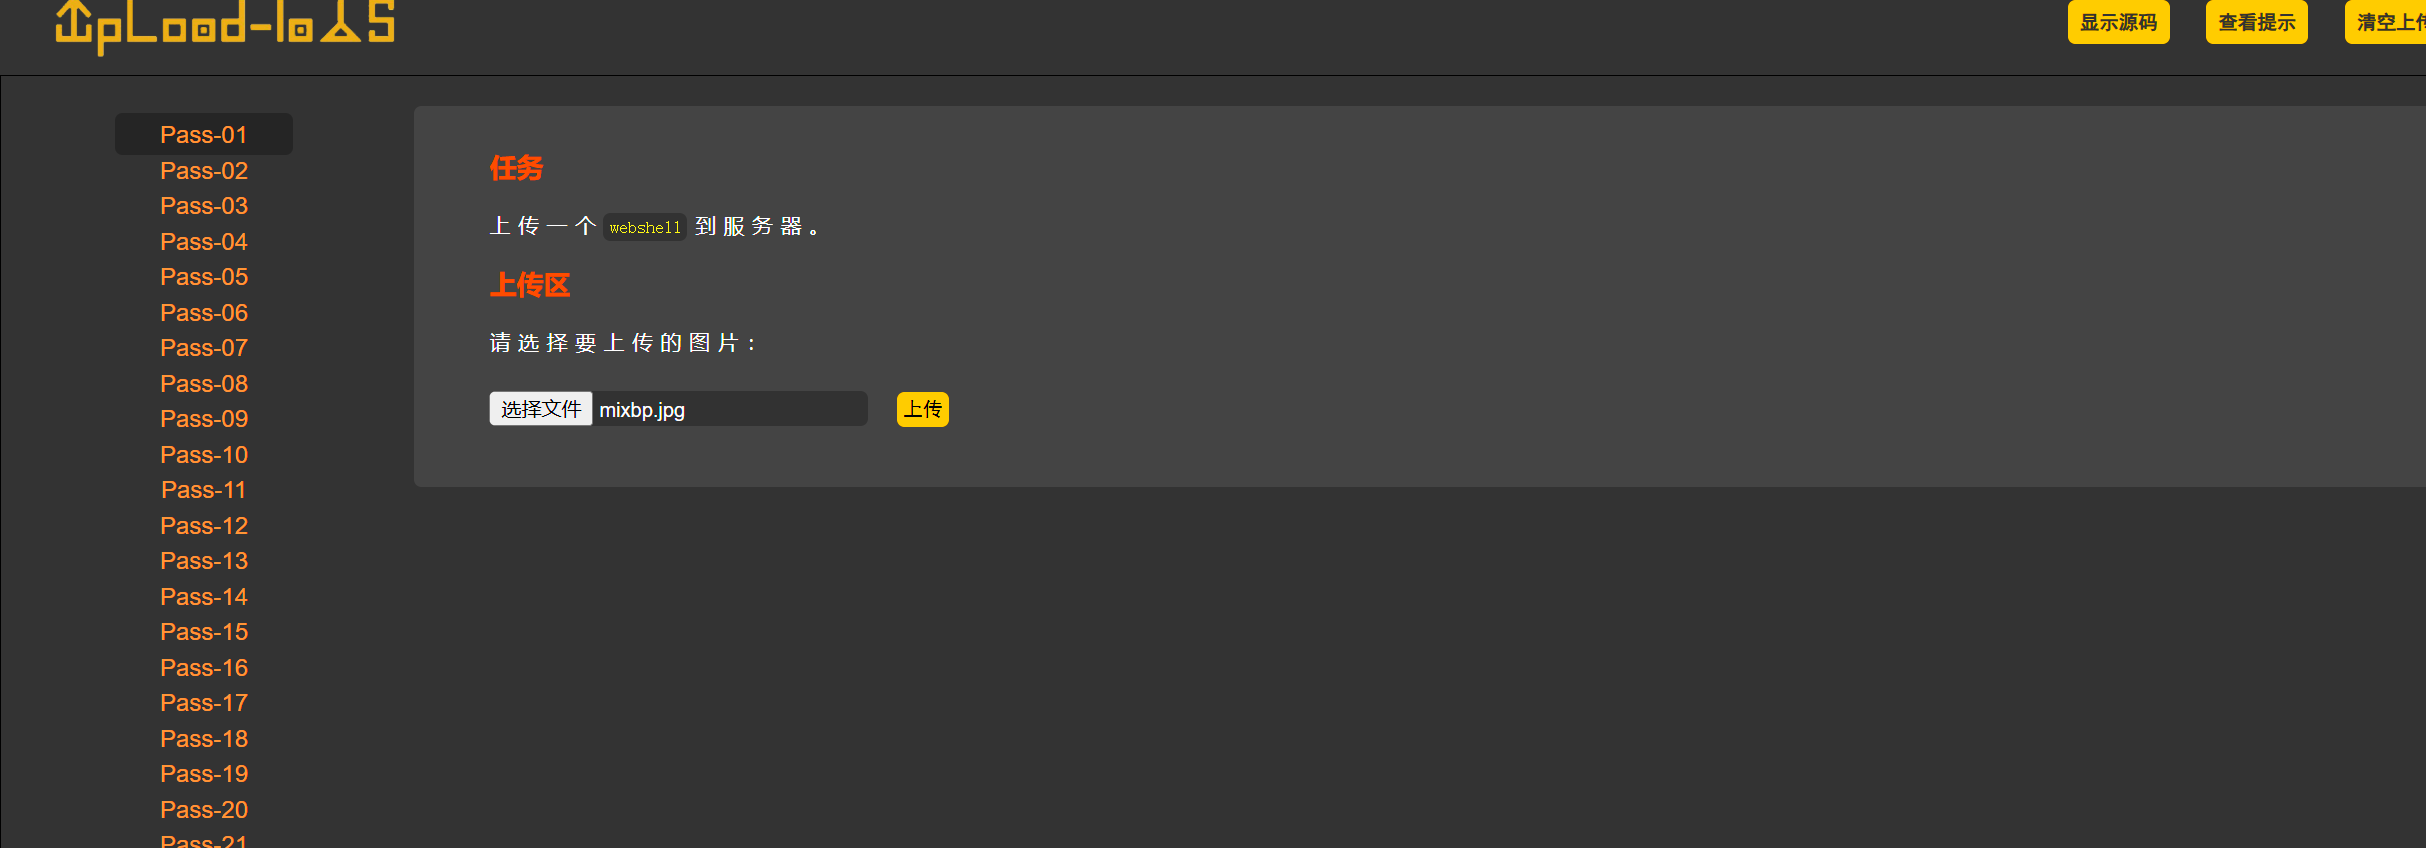 UpLoad-labs
显示源码 查看提示 清空上传
Pass-01
Pass-02
Pass-03
Pass-04
Pass-05
Pass-06
Pass-07
Pass-08
Pass-09
Pass-10
Pass-11
Pass-12
Pass-13
Pass-14
Pass-15
Pass-16
Pass-17
Pass-18
Pass-19
Pass-20
Pass-21
任务
上传一个 webshell 到服务器。
上传区
请选择要上传的图片：
选择文件 mixbp.jpg 上传